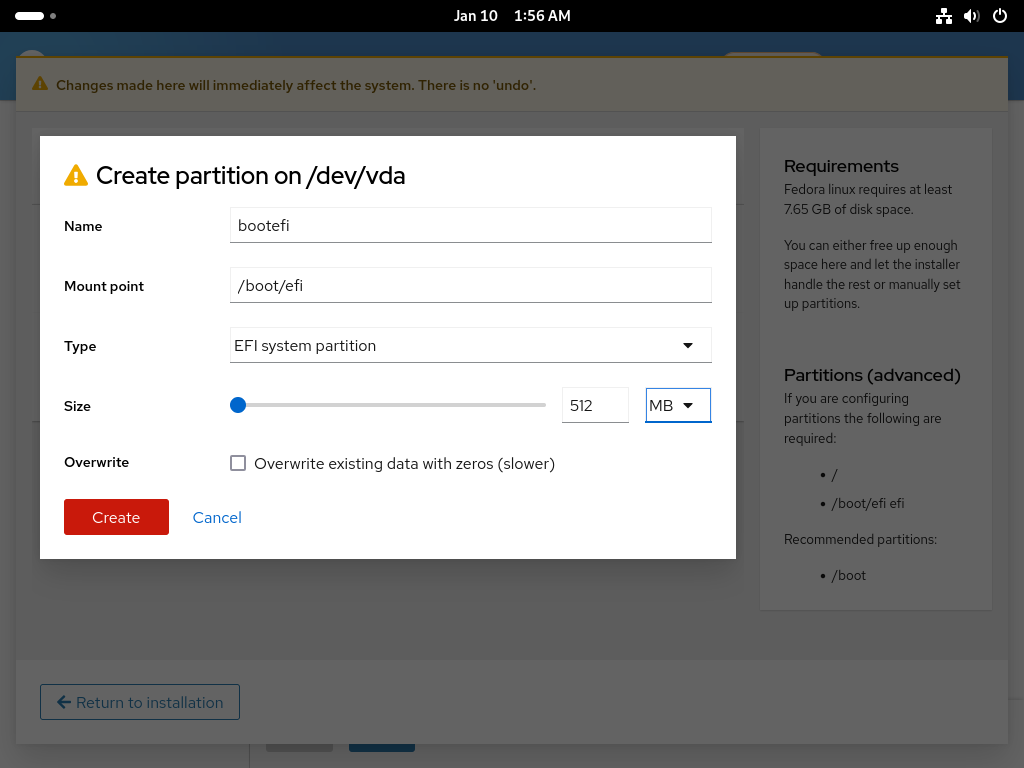 Jan 10 1:56 AM
Changes made here will immediately affect the system. There is no 'undo'.
Create partition on /dev/vda
Name
bootefi
Mount point
/boot/efi
Type
EFI system partition
Size
512
MB
Overwrite
Overwrite existing data with zeros (slower)
Create
Cancel
Requirements
Fedora linux requires at least
7.65 GB of disk space.
You can either free up enough
space here and let the installer
handle the rest or manually set
up partitions.
Partitions (advanced)
If you are configuring
partitions the following are
required:
• /
• /boot/efi efi
Recommended partitions:
• /boot
Return to installation